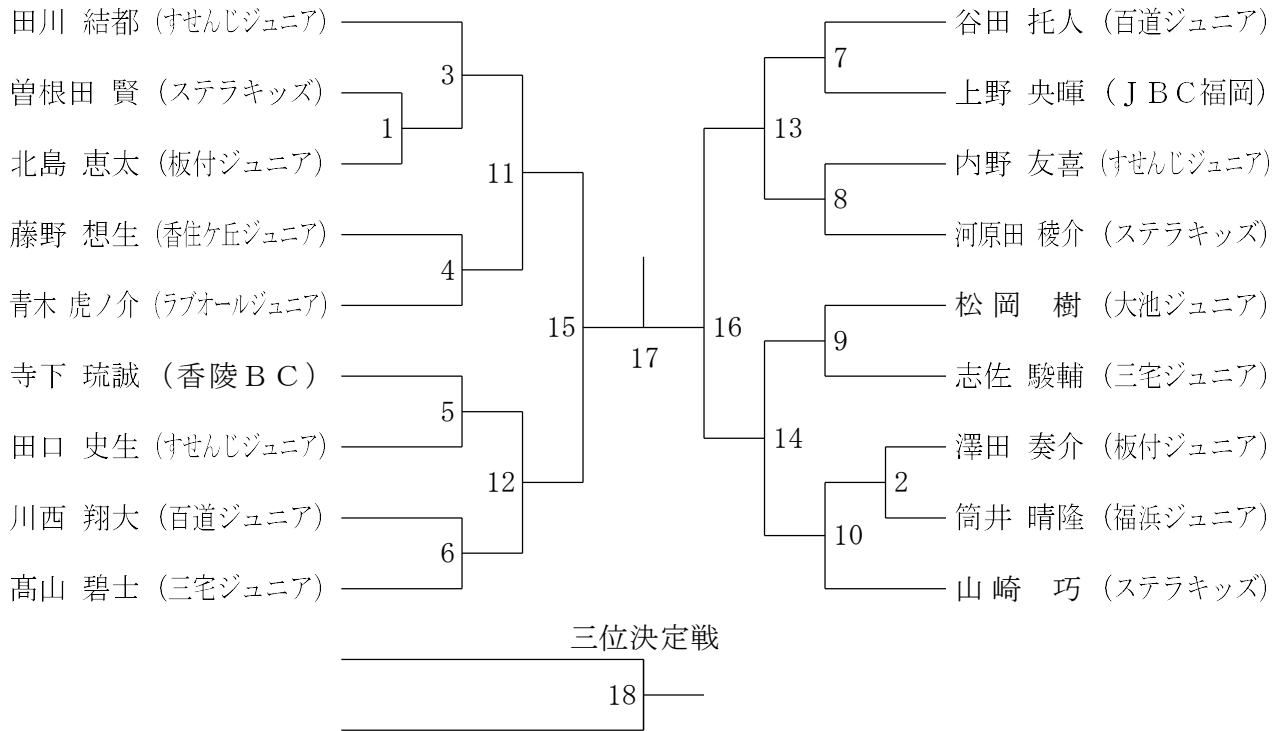 田川 結都 (すせんじジュニア)
3
曽根田 賢 (ステラキッズ)
1
北島 恵太 (板付ジュニア)
11
藤野 想生 (香住ケ丘ジュニア)
4
青木 虎ノ介 (ラブオールジュニア)
15
寺下 琉誠 (香陵BC)
5
田口 史生 (すせんじジュニア)
12
川西 翔大 (百道ジュニア)
6
髙山 碧士 (三宅ジュニア)
17
谷田 托人 (百道ジュニア)
7
上野 央暉 (JBC福岡)
13
内野 友喜 (すせんじジュニア)
8
河原田 稜介 (ステラキッズ)
16
松岡 樹 (大池ジュニア)
9
志佐 駿輔 (三宅ジュニア)
14
澤田 奏介 (板付ジュニア)
2
筒井 晴隆 (福浜ジュニア)
10
山崎 巧 (ステラキッズ)
三位決定戦
18